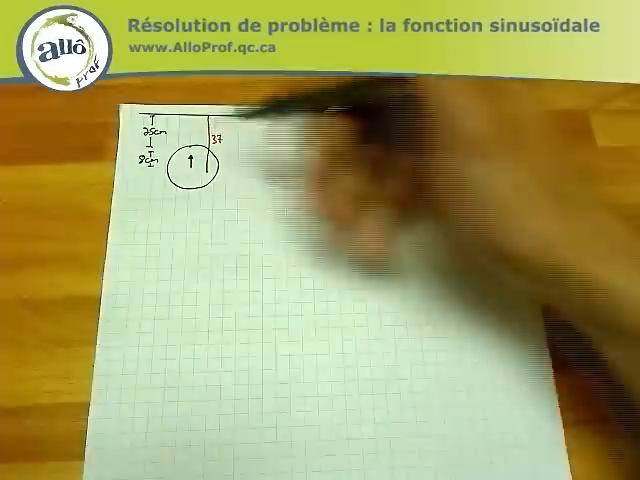 Résolution de problème : la fonction sinusoïdale
www.AlloProf.qc.ca
allô
prof
25cm
37
8cm